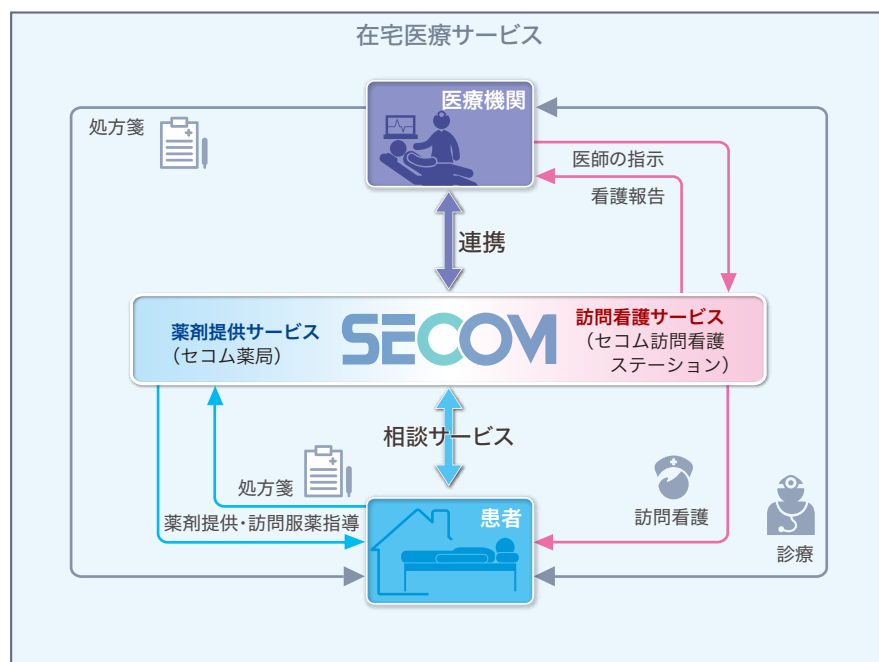 在宅医療サービス
医療機関
処方箋
医師の指示
看護報告
連携
薬剤提供サービス
（セコム薬局）
SECOM
訪問看護サービス
（セコム訪問看護
ステーション）
相談サービス
処方箋
薬剤提供・訪問服薬指導
患者
訪問看護
診療